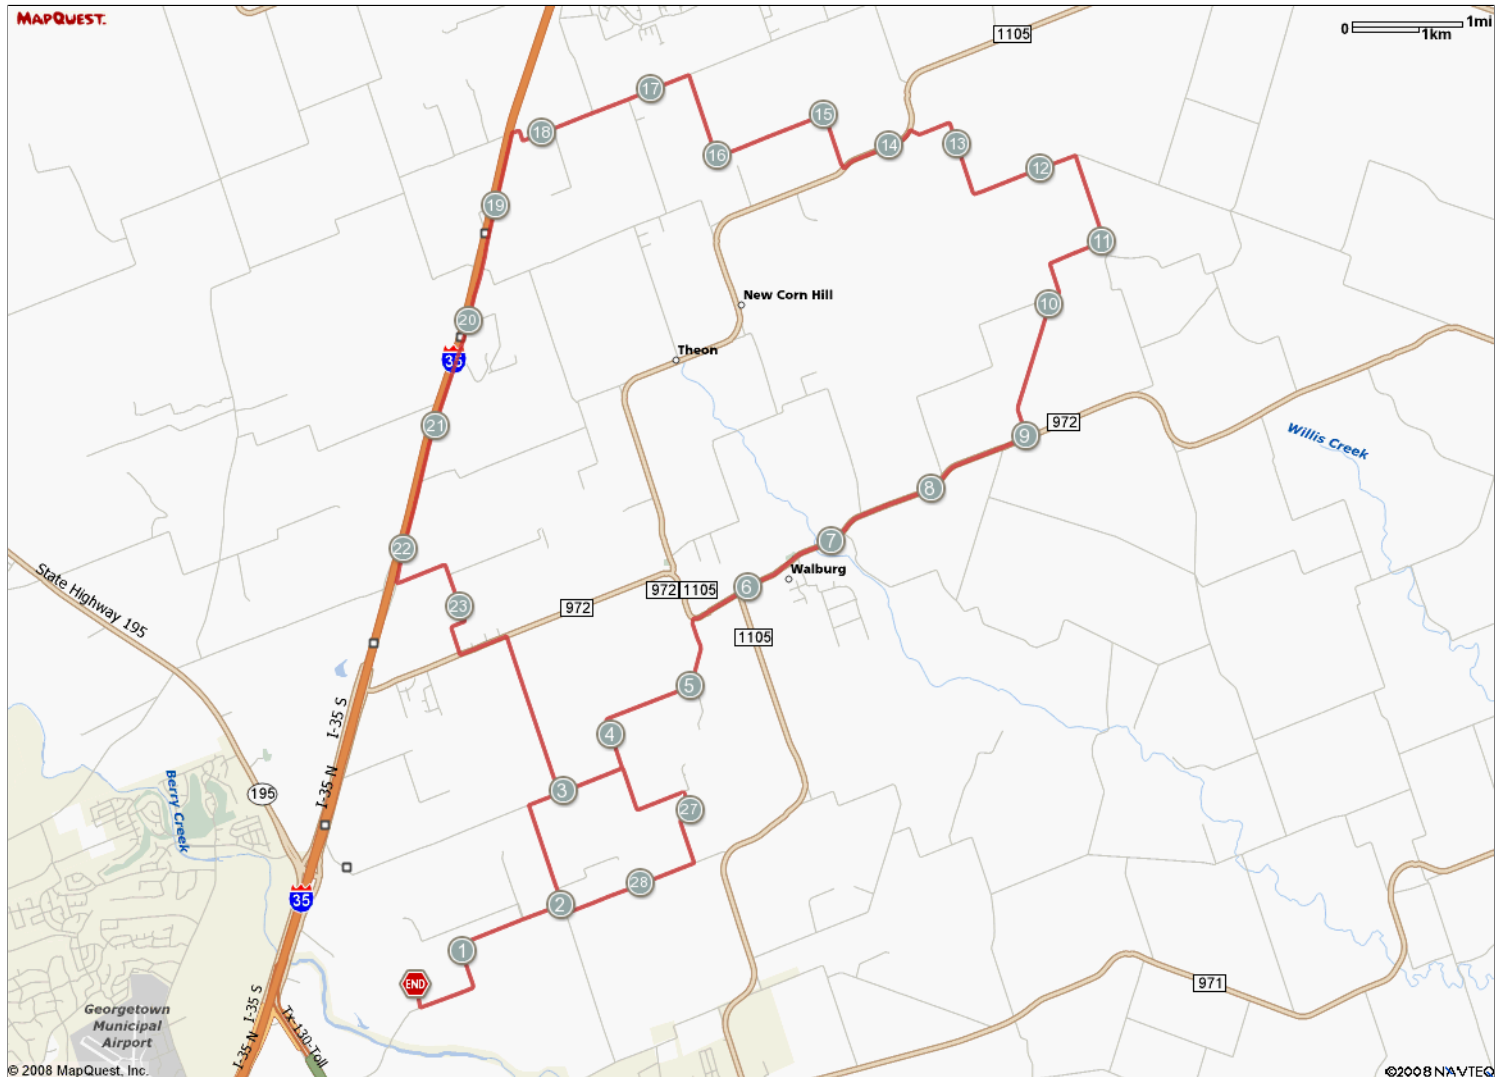 MAPQUEST.
1105
0 1mi
1km
17
15
18
14
13
16
12
19
11
New Corn Hill
10
20
Theon
35
21
972
9
Willis Creek
8
22
7
Walburg
State Highway 195
6
972 1105
23
972
1105
5
I-35 S
4
I-35 N
3
195
27
Berry Creek
28
35
2
1
END
971
Georgetown
Municipal
Airport
I-35 S
Tx-130-Toll
I-35 N
© 2008 MapQuest, Inc.
©2008 NAVTEQ